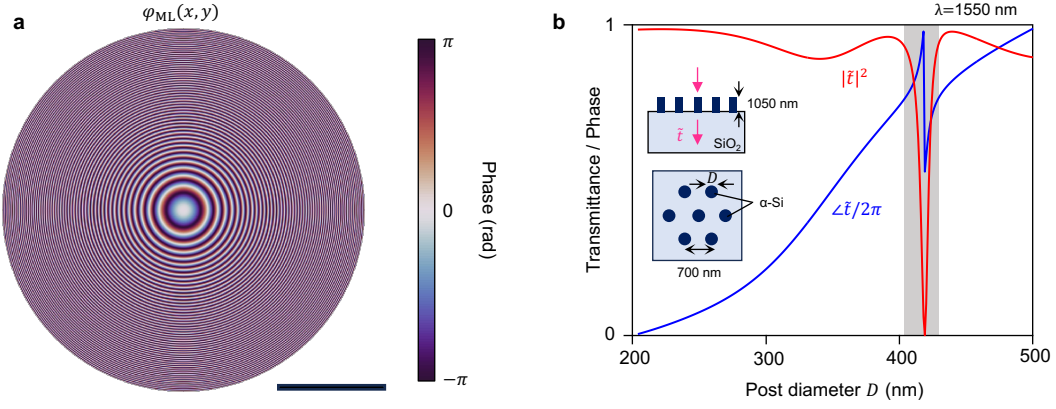 a
φ_ML(x, y)
π
0
−π
Phase (rad)
b
λ=1550 nm
1
0
Transmittance / Phase
|t̃|²
∠t̃/2π
1050 nm
t̃
SiO₂
D
α-Si
700 nm
200
300
400
500
Post diameter D (nm)